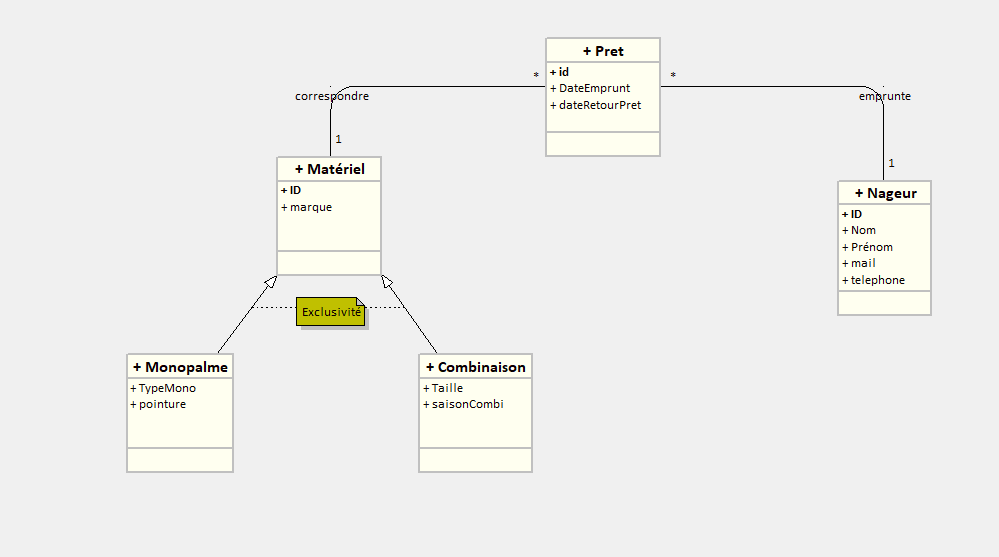 + Pret
+ id
+ DateEmprunt
+ dateRetourPret
*
*
correspondre
emprunte
1
1
+ Matériel
+ ID
+ marque
+ Nageur
+ ID
+ Nom
+ Prénom
+ mail
+ telephone
Exclusivité
+ Monopalme
+ TypeMono
+ pointure
+ Combinaison
+ Taille
+ saisonCombi